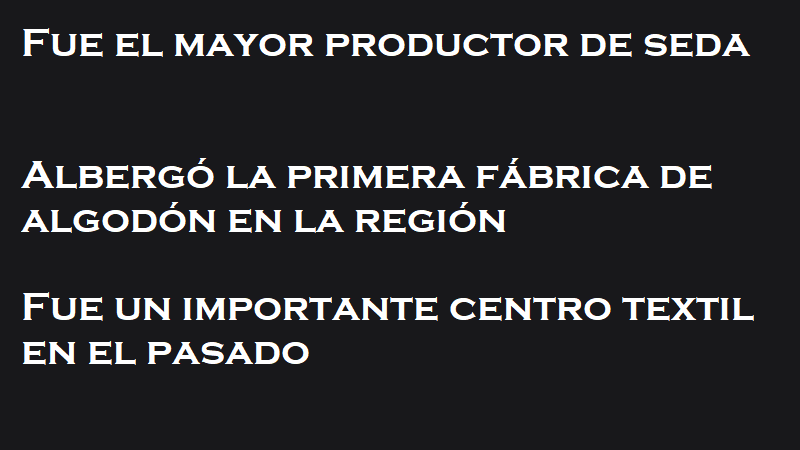 Fue el mayor productor de seda
Albergó la primera fábrica de
algodón en la región
Fue un importante centro textil
en el pasado